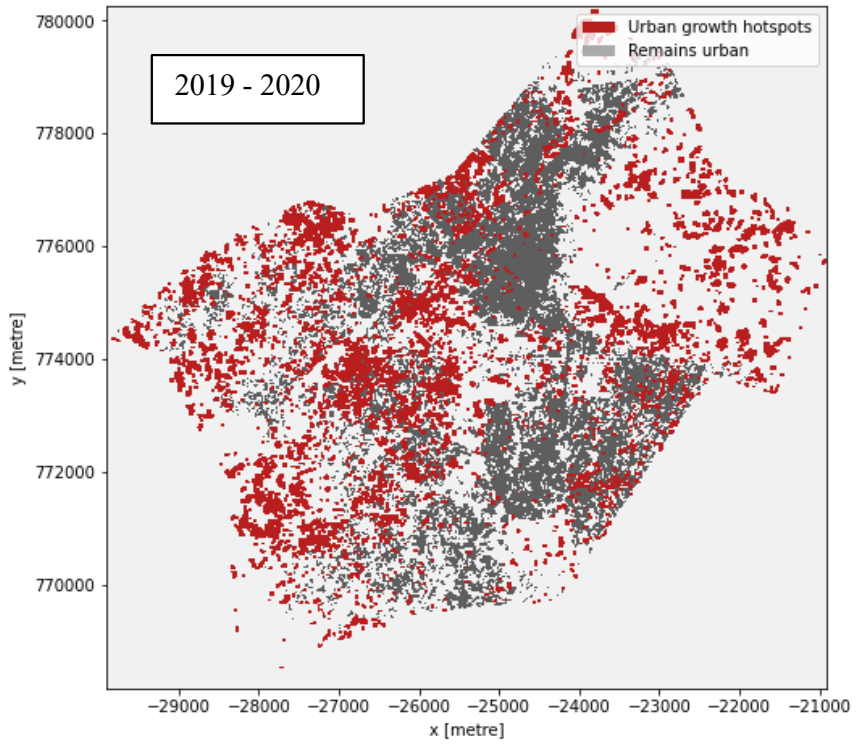 Urban growth hotspots
Remains urban
2019 - 2020
y [metre]
780000
778000
776000
774000
772000
770000
−29000 −28000 −27000 −26000 −25000 −24000 −23000 −22000 −21000
x [metre]